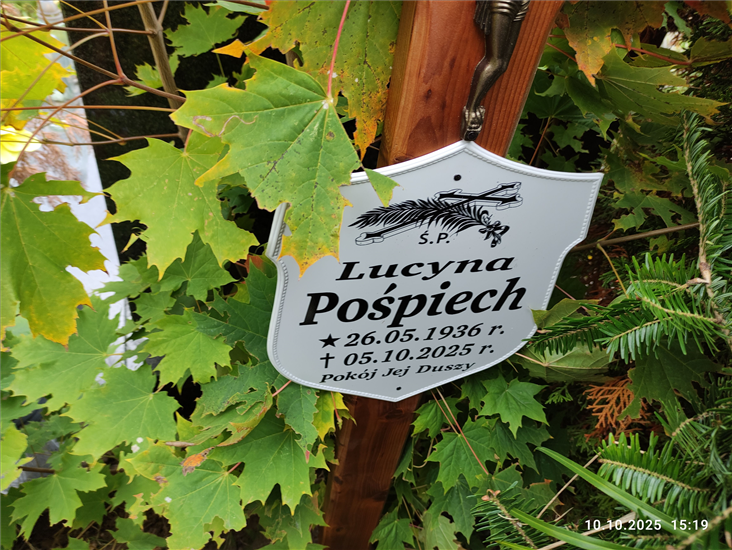 Ś.P.
Lucyna
Pośpiech
★ 26.05.1936 r.
✝ 05.10.2025 r.
Pokój Jej Duszy
10.10.2025 15:19